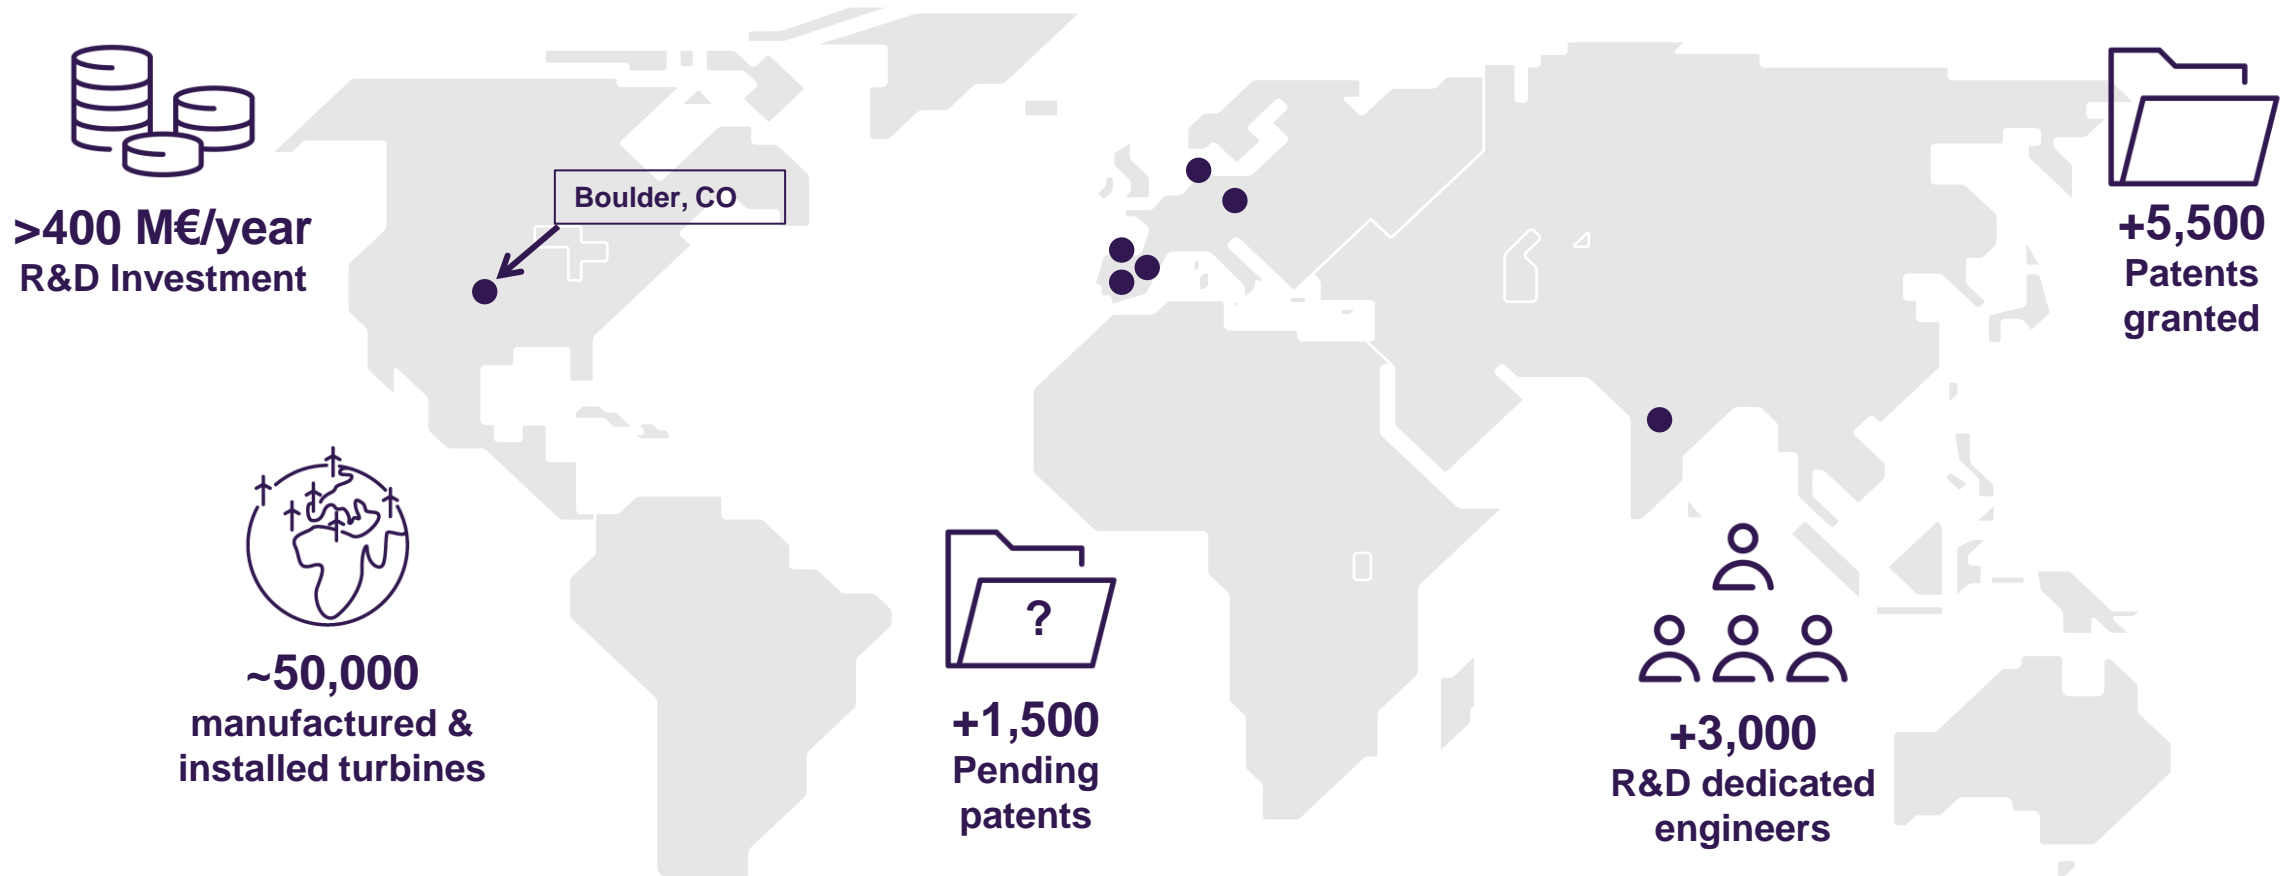 >400 M€/year
R&D Investment
Boulder, CO
+5,500
Patents
granted
~50,000
manufactured &
installed turbines
?
+1,500
Pending
patents
+3,000
R&D dedicated
engineers